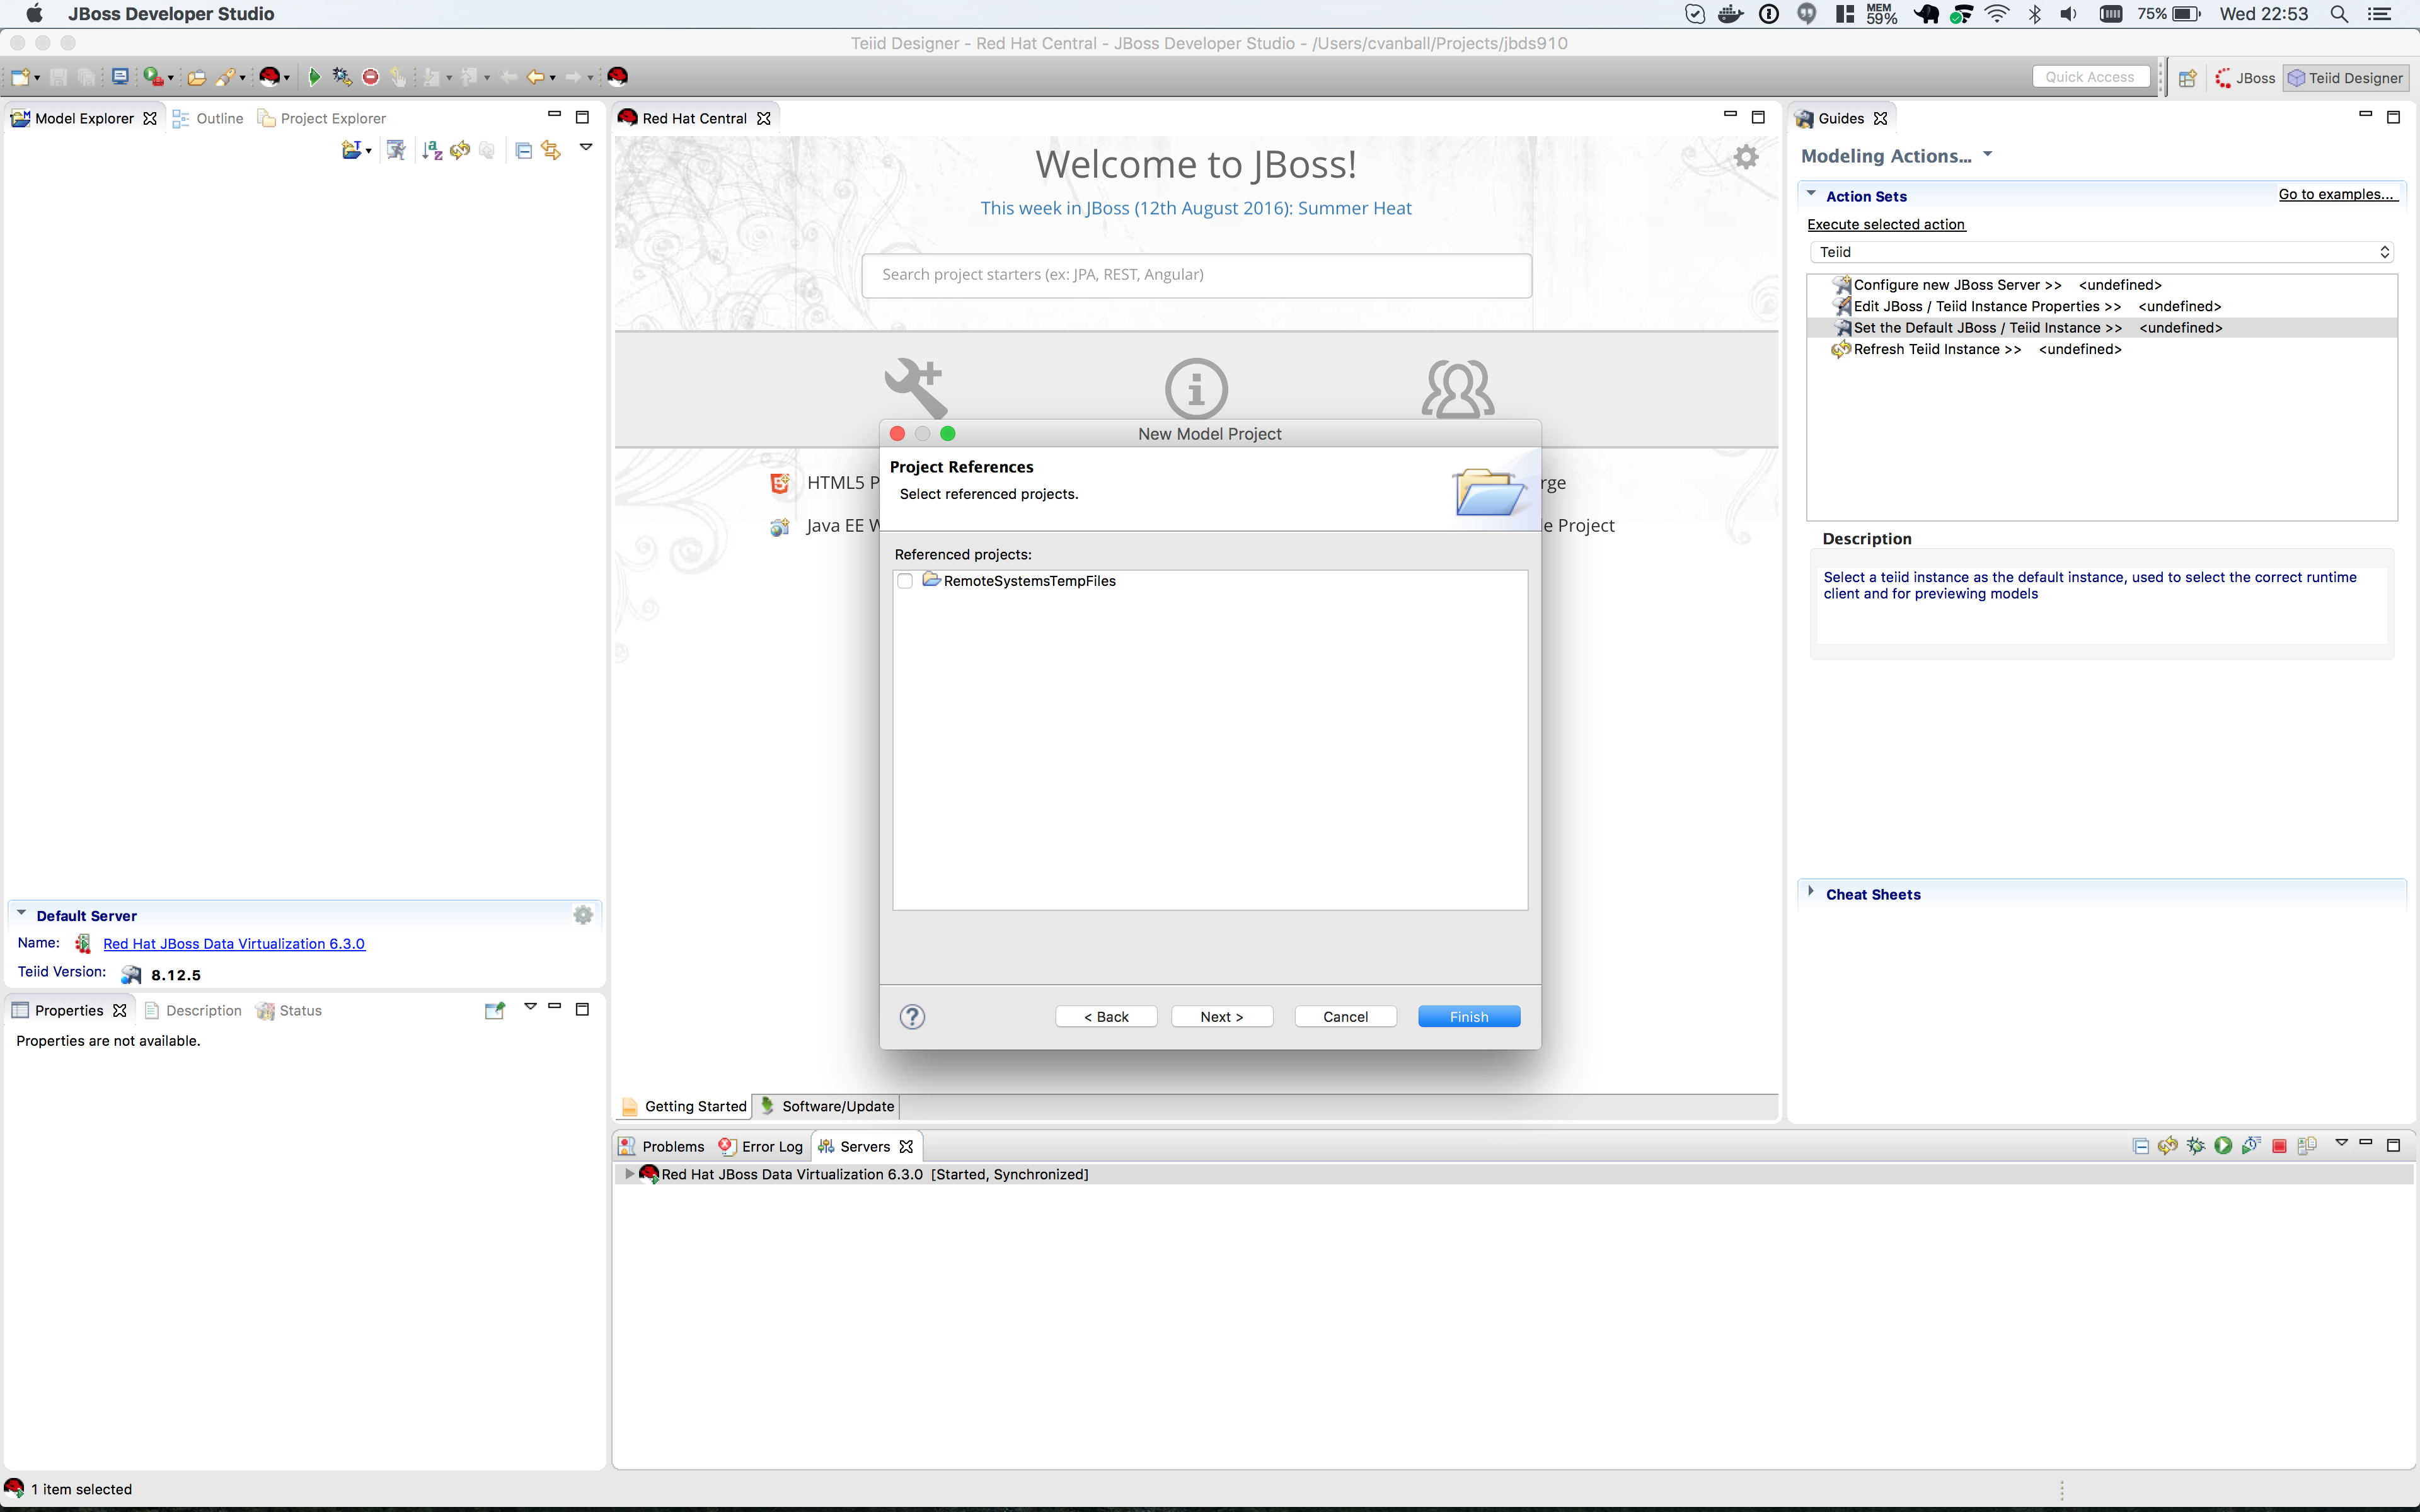 JBoss Developer Studio
MEM 59%
75%
Wed 22:53
Teiid Designer - Red Hat Central - JBoss Developer Studio - /Users/cvanball/Projects/jbds910
Quick Access
JBoss
Teiid Designer
Model Explorer
Outline
Project Explorer
Default Server
Name: Red Hat JBoss Data Virtualization 6.3.0
Teiid Version: 8.12.5
Properties
Description
Status
Properties are not available.
Red Hat Central
Welcome to JBoss!
This week in JBoss (12th August 2016): Summer Heat
Search project starters (ex: JPA, REST, Angular)
HTML5 P
rge
Java EE W
e Project
New Model Project
Project References
Select referenced projects.
Referenced projects:
RemoteSystemsTempFiles
?
< Back
Next >
Cancel
Finish
Getting Started
Software/Update
Problems
Error Log
Servers
Red Hat JBoss Data Virtualization 6.3.0 [Started, Synchronized]
Guides
Modeling Actions...
Action Sets
Go to examples...
Execute selected action
Teiid
Configure new JBoss Server >> <undefined>
Edit JBoss / Teiid Instance Properties >> <undefined>
Set the Default JBoss / Teiid Instance >> <undefined>
Refresh Teiid Instance >> <undefined>
Description
Select a teiid instance as the default instance, used to select the correct runtime
client and for previewing models
Cheat Sheets
1 item selected